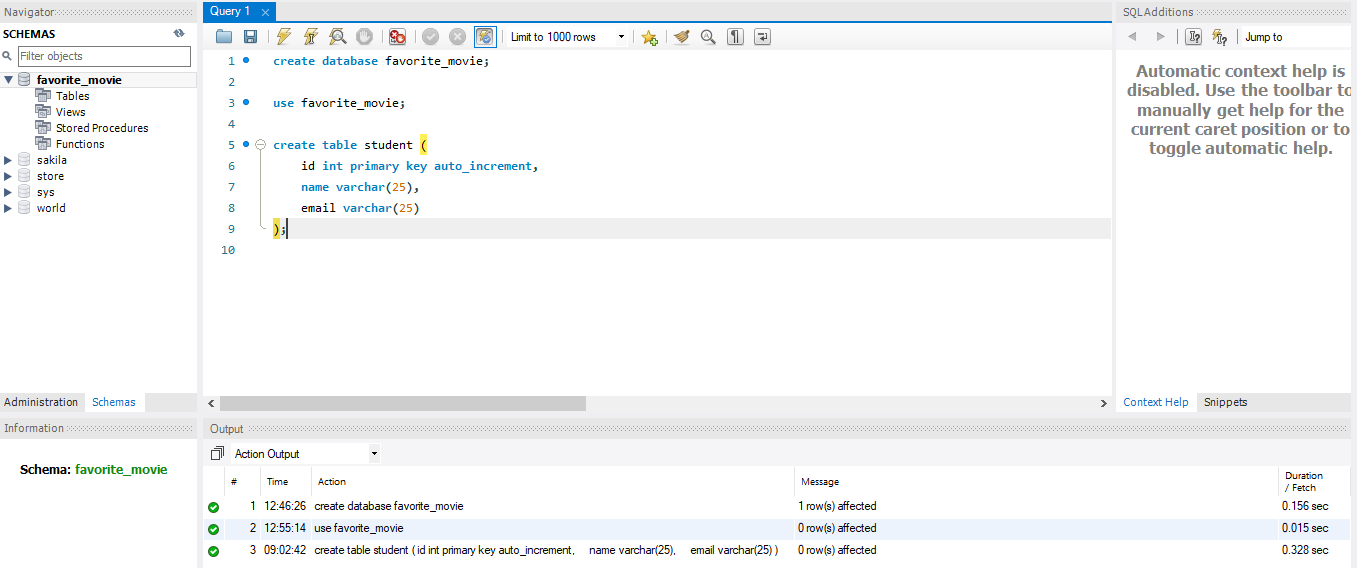 Navigator
SCHEMAS
Filter objects
favorite_movie
Tables
Views
Stored Procedures
Functions
sakila
store
sys
world
Administration Schemas
Information
Schema: favorite_movie
Query 1
Limit to 1000 rows
1 create database favorite_movie;
2
3 use favorite_movie;
4
5 create table student (
6 id int primary key auto_increment,
7 name varchar(25),
8 email varchar(25)
9 );
10
SQLAdditions
Jump to
Automatic context help is
disabled. Use the toolbar to
manually get help for the
current caret position or to
toggle automatic help.
Context Help Snippets
Output
Action Output
# Time Action Message Duration / Fetch
1 12:46:26 create database favorite_movie 1 row(s) affected 0.156 sec
2 12:55:14 use favorite_movie 0 row(s) affected 0.015 sec
3 09:02:42 create table student ( id int primary key auto_increment, name varchar(25), email varchar(25) ) 0 row(s) affected 0.328 sec